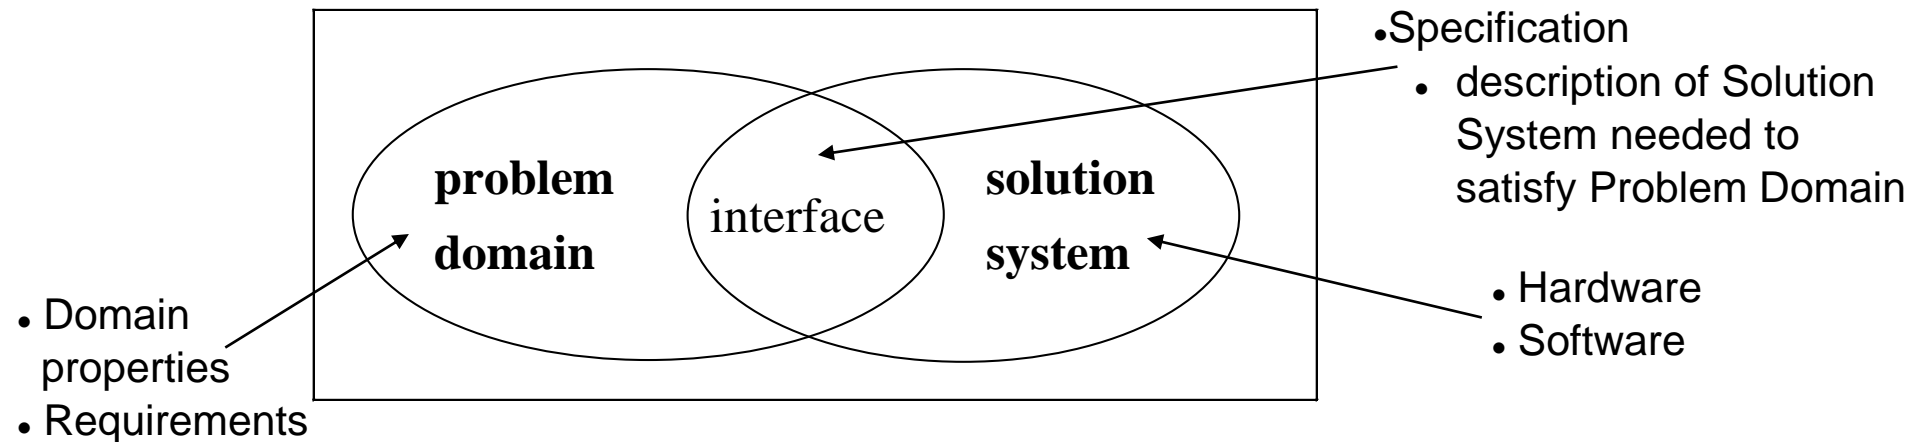 ●Specification
● description of Solution
System needed to
satisfy Problem Domain
problem
domain
interface
solution
system
● Domain
properties
● Requirements
● Hardware
● Software